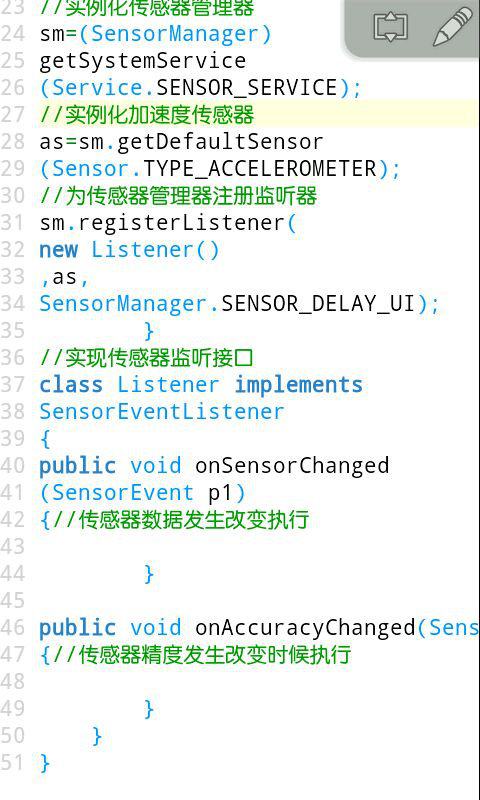 23 //实例化传感器管理器
24 sm=(SensorManager)
25 getSystemService
26 (Service.SENSOR_SERVICE);
27 //实例化加速度传感器
28 as=sm.getDefaultSensor
29 (Sensor.TYPE_ACCELEROMETER);
30 //为传感器管理器注册监听器
31 sm.registerListener(
32 new Listener()
33 ,as,
34 SensorManager.SENSOR_DELAY_UI);
35 }
36 //实现传感器监听接口
37 class Listener implements
38 SensorEventListener
39 {
40 public void onSensorChanged
41 (SensorEvent p1)
42 {//传感器数据发生改变执行
43
44 }
45
46 public void onAccuracyChanged(Sens
47 {//传感器精度发生改变时候执行
48
49 }
50 }
51 }